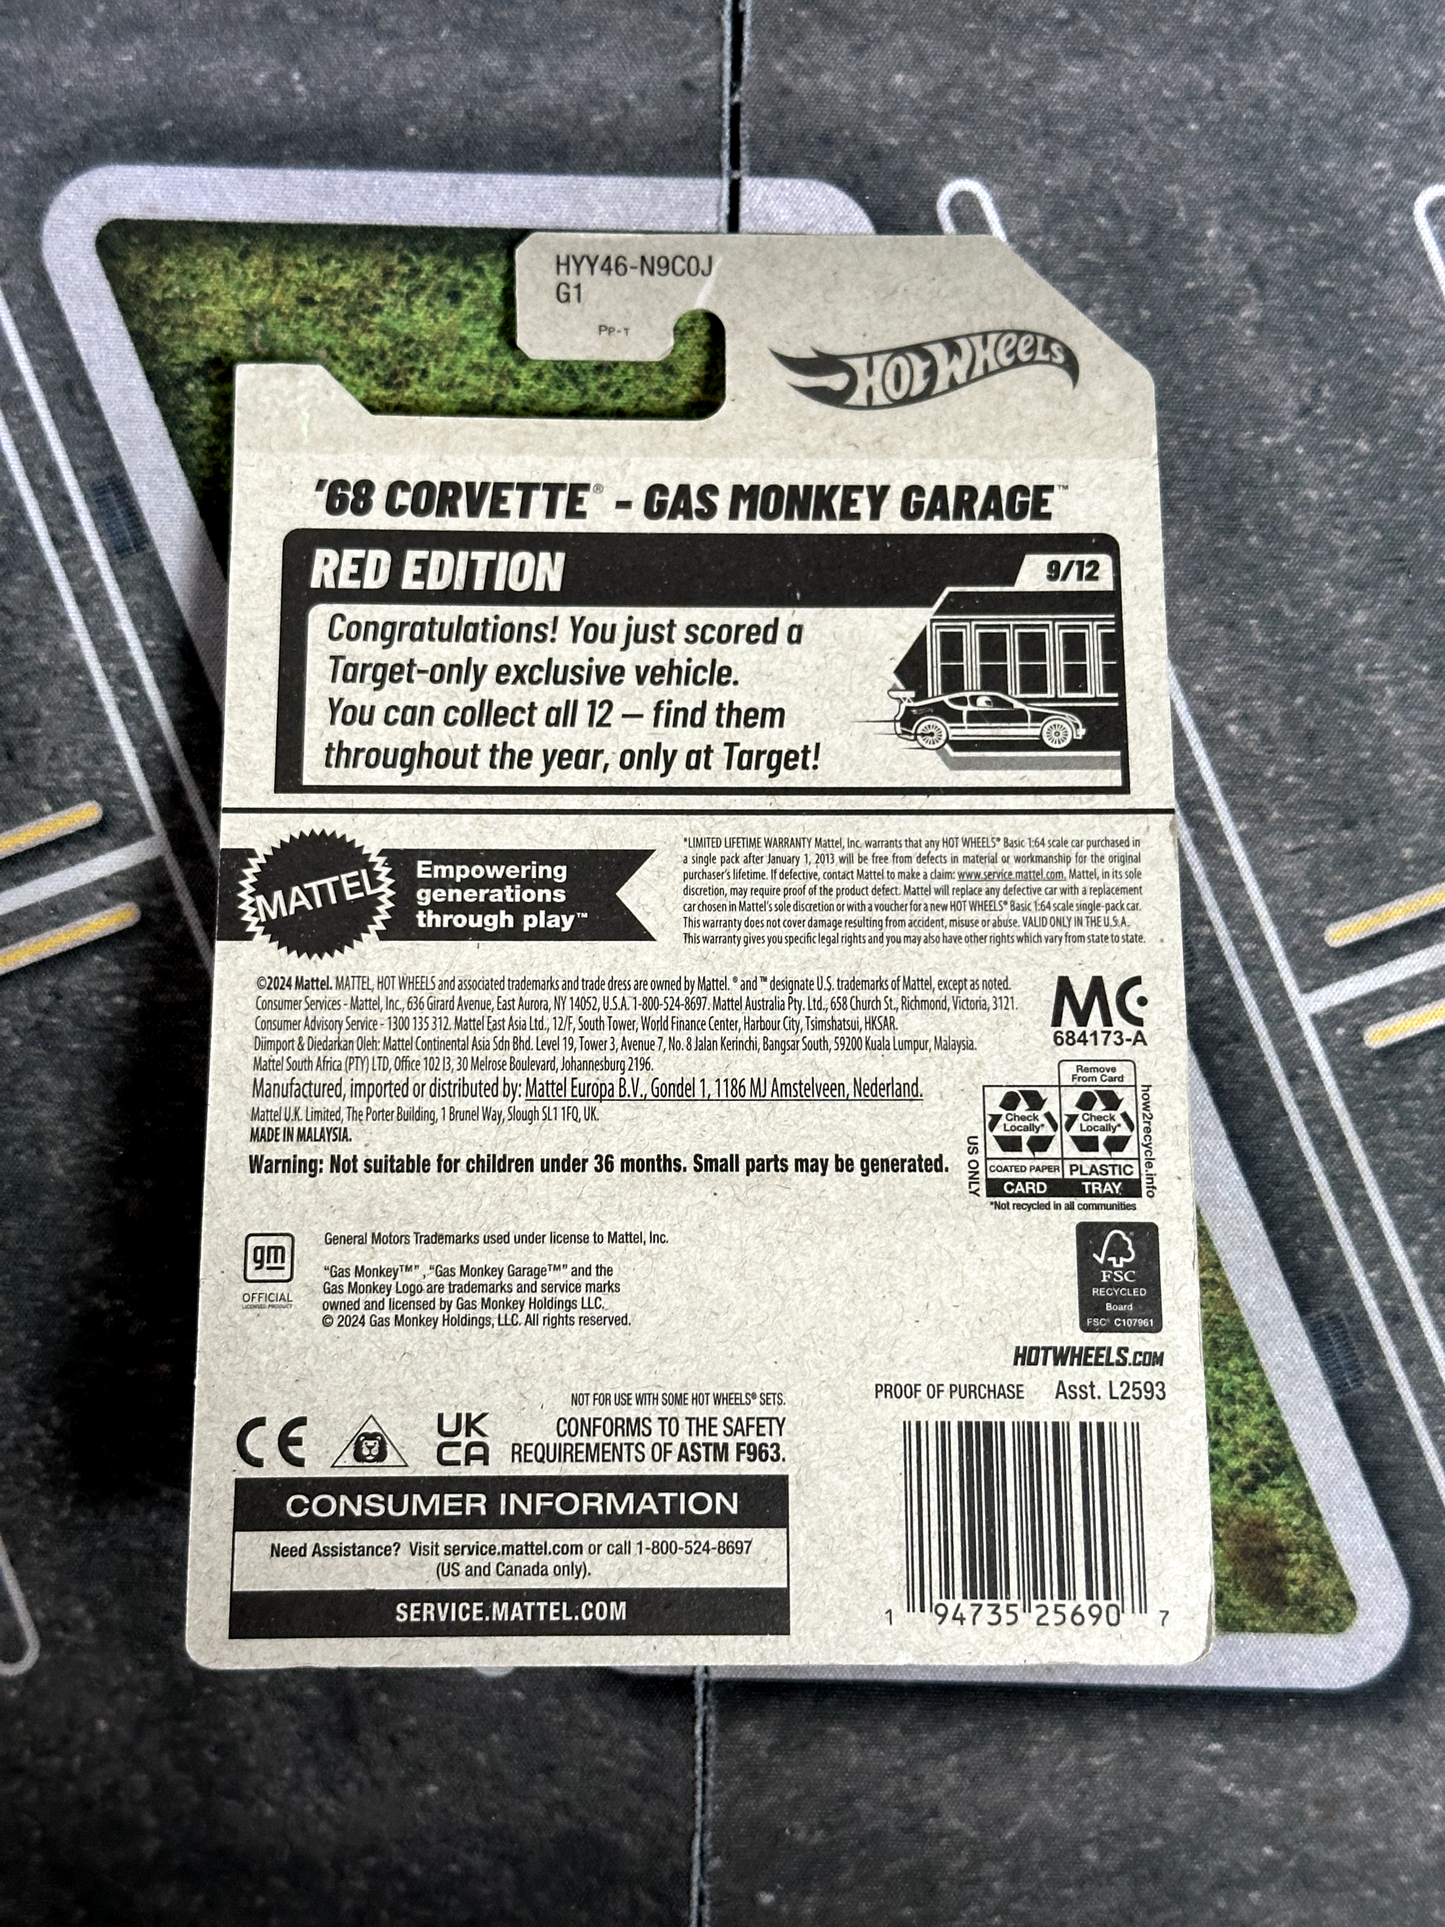 HYY46-N9C0J
G1
PP-T
HOT WHEELS
'68 CORVETTE® - GAS MONKEY GARAGE™
RED EDITION
9/12
Congratulations! You just scored a
Target-only exclusive vehicle.
You can collect all 12 – find them
throughout the year, only at Target!
MATTEL
Empowering
generations
through play™
*LIMITED LIFETIME WARRANTY Mattel, Inc. warrants that any HOT WHEELS® Basic 1:64 scale car purchased in
a single pack after January 1, 2013 will be free from defects in material or workmanship for the original
purchaser's lifetime. If defective, contact Mattel to make a claim: www.service.mattel.com. Mattel, in its sole
discretion, may require proof of the product defect. Mattel will replace any defective car with a replacement
car chosen in Mattel's sole discretion or with a voucher for a new HOT WHEELS® Basic 1:64 scale single-pack car.
This warranty does not cover damage resulting from accident, misuse or abuse. VALID ONLY IN THE U.S.A.
This warranty gives you specific legal rights and you may also have other rights which vary from state to state.
©2024 Mattel. MATTEL, HOT WHEELS and associated trademarks and trade dress are owned by Mattel. ® and ™ designate U.S. trademarks of Mattel, except as noted.
Consumer Services - Mattel, Inc., 636 Girard Avenue, East Aurora, NY 14052, U.S.A. 1-800-524-8697. Mattel Australia Pty. Ltd., 658 Church St., Richmond, Victoria, 3121.
Consumer Advisory Service - 1300 135 312. Mattel East Asia Ltd., 12/F, South Tower, World Finance Center, Harbour City, Tsimshatsui, HKSAR.
Diimport & Diedarkan Oleh: Mattel Continental Asia Sdn Bhd. Level 19, Tower 3, Avenue 7, No. 8 Jalan Kerinchi, Bangsar South, 59200 Kuala Lumpur, Malaysia.
Mattel South Africa (PTY) LTD, Office 102 I3, 30 Melrose Boulevard, Johannesburg 2196.
Manufactured, imported or distributed by: Mattel Europa B.V., Gondel 1, 1186 MJ Amstelveen, Nederland.
Mattel U.K. Limited, The Porter Building, 1 Brunel Way, Slough SL1 1FQ, UK.
MADE IN MALAYSIA.
Warning: Not suitable for children under 36 months. Small parts may be generated.
MC
684173-A
Remove
From Card
Check
Locally*
Check
Locally*
COATED PAPER
PLASTIC
CARD
TRAY
US ONLY
how2recycle.info
*Not recycled in all communities
gm
OFFICIAL
LICENSED PRODUCT
General Motors Trademarks used under license to Mattel, Inc.
“Gas Monkey™”, “Gas Monkey Garage™” and the
Gas Monkey Logo are trademarks and service marks
owned and licensed by Gas Monkey Holdings LLC.
© 2024 Gas Monkey Holdings, LLC. All rights reserved.
FSC
RECYCLED
Board
FSC® C107961
HOTWHEELS.COM
PROOF OF PURCHASE
Asst. L2593
CE
UK
CA
NOT FOR USE WITH SOME HOT WHEELS® SETS.
CONFORMS TO THE SAFETY
REQUIREMENTS OF ASTM F963.
CONSUMER INFORMATION
Need Assistance? Visit service.mattel.com or call 1-800-524-8697
(US and Canada only).
SERVICE.MATTEL.COM
1 94735 25690 7